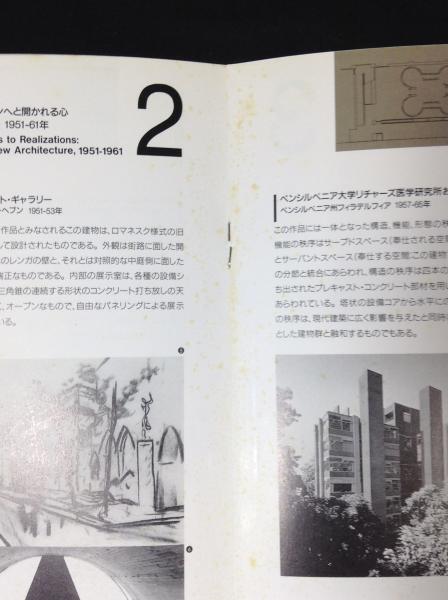 ンへと開かれる心
1951-61年
s to Realizations:
ew Architecture, 1951-1961
2
ト・ギャラリー
ーヘブン 1951-53年
作品とみなされるこの建物は、ロマネスク様式の旧
して設計されたものである。外観は街路に面した開
のレンガの壁と、それとは対照的な中庭側に面した
端正なものである。内部の展示室は、各種の設備シ
三角錐の連続する形状のコンクリート打ち放しの天
、オープンなもので、自由なパネリングによる展示
いる。
5
6
ペンシルベニア大学リチャーズ医学研究所お
ペンシルベニア州フィラデルフィア 1957-65年
この作品には一体となった構造、機能、形態の秩
機能の秩序はサーブドスペース(奉仕される空
とサーバントスペース(奉仕する空間:この建物
の分節と統合にあらわれ、構造の秩序は四本の
ち出されたプレキャスト・コンクリート部材を用い
あらわれている。塔状の設備コアから水平に
の秩序は、現代建築に広く影響を与えたと同時
とした建物群と融和するものでもある。